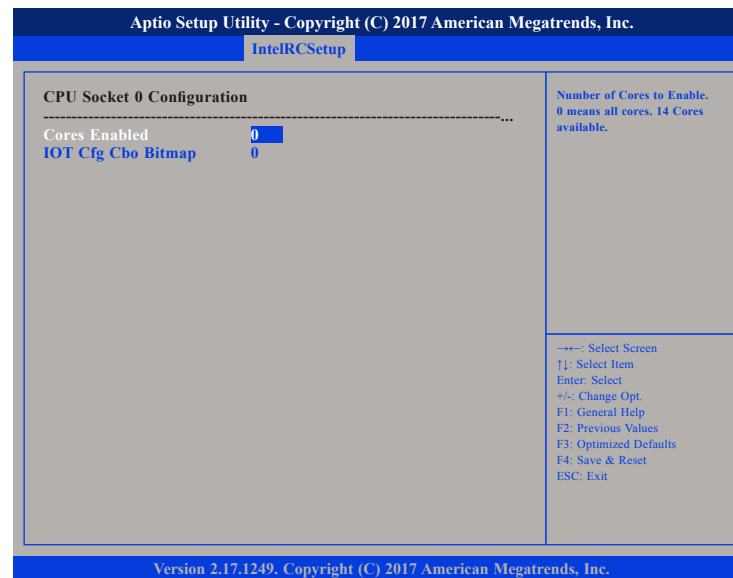 Aptio Setup Utility - Copyright (C) 2017 American Megatrends, Inc.
IntelRCSetup
CPU Socket 0 Configuration
--------------------------------------------------------------------------------...
Cores Enabled 0
IOT Cfg Cbo Bitmap 0
Number of Cores to Enable.
0 means all cores. 14 Cores
available.
→←: Select Screen
↑↓: Select Item
Enter: Select
+/-: Change Opt.
F1: General Help
F2: Previous Values
F3: Optimized Defaults
F4: Save & Reset
ESC: Exit
Version 2.17.1249. Copyright (C) 2017 American Megatrends, Inc.